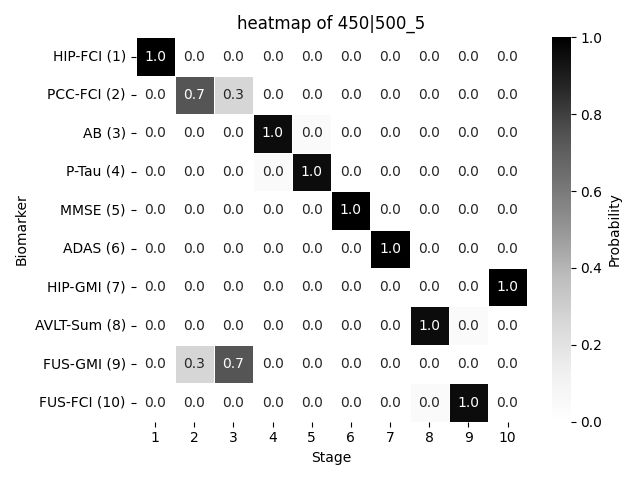 heatmap of 450|500_5
HIP-FCI (1) 1.0 0.0 0.0 0.0 0.0 0.0 0.0 0.0 0.0 0.0
PCC-FCI (2) 0.0 0.7 0.3 0.0 0.0 0.0 0.0 0.0 0.0 0.0
AB (3) 0.0 0.0 0.0 1.0 0.0 0.0 0.0 0.0 0.0 0.0
P-Tau (4) 0.0 0.0 0.0 0.0 1.0 0.0 0.0 0.0 0.0 0.0
MMSE (5) 0.0 0.0 0.0 0.0 0.0 1.0 0.0 0.0 0.0 0.0
ADAS (6) 0.0 0.0 0.0 0.0 0.0 0.0 1.0 0.0 0.0 0.0
HIP-GMI (7) 0.0 0.0 0.0 0.0 0.0 0.0 0.0 0.0 0.0 1.0
AVLT-Sum (8) 0.0 0.0 0.0 0.0 0.0 0.0 0.0 1.0 0.0 0.0
FUS-GMI (9) 0.0 0.3 0.7 0.0 0.0 0.0 0.0 0.0 0.0 0.0
FUS-FCI (10) 0.0 0.0 0.0 0.0 0.0 0.0 0.0 0.0 1.0 0.0
1 2 3 4 5 6 7 8 9 10
Stage
Biomarker
1.0
0.8
0.6
0.4
0.2
0.0
Probability